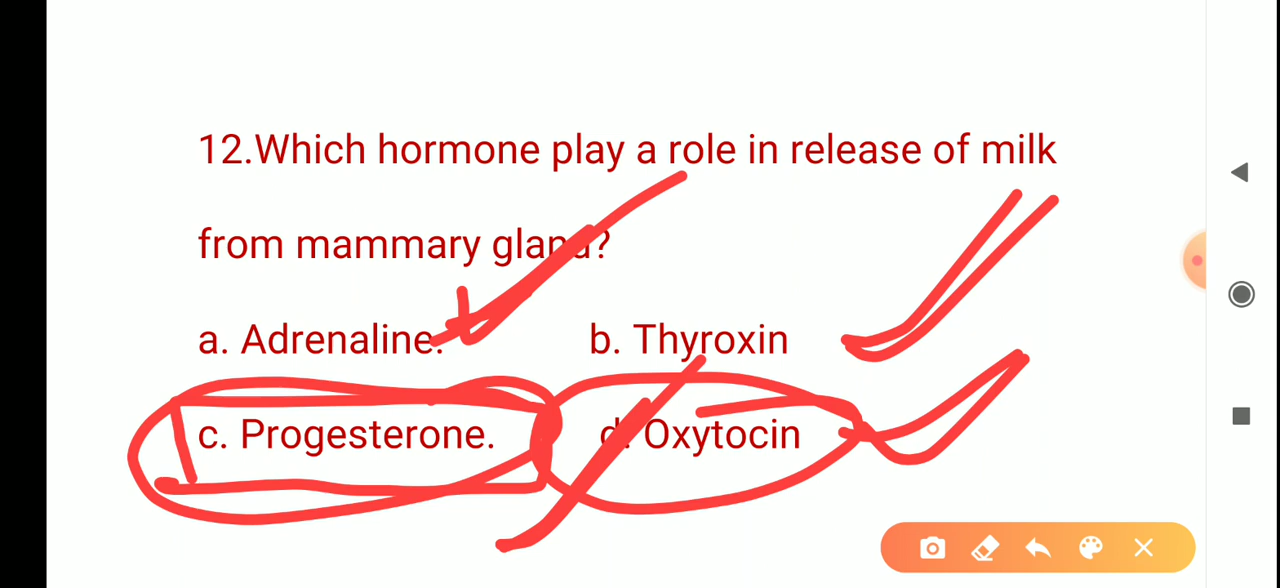 12.Which hormone play a role in release of milk
from mammary gland?
a. Adrenaline. b. Thyroxin
c. Progesterone. d. Oxytocin